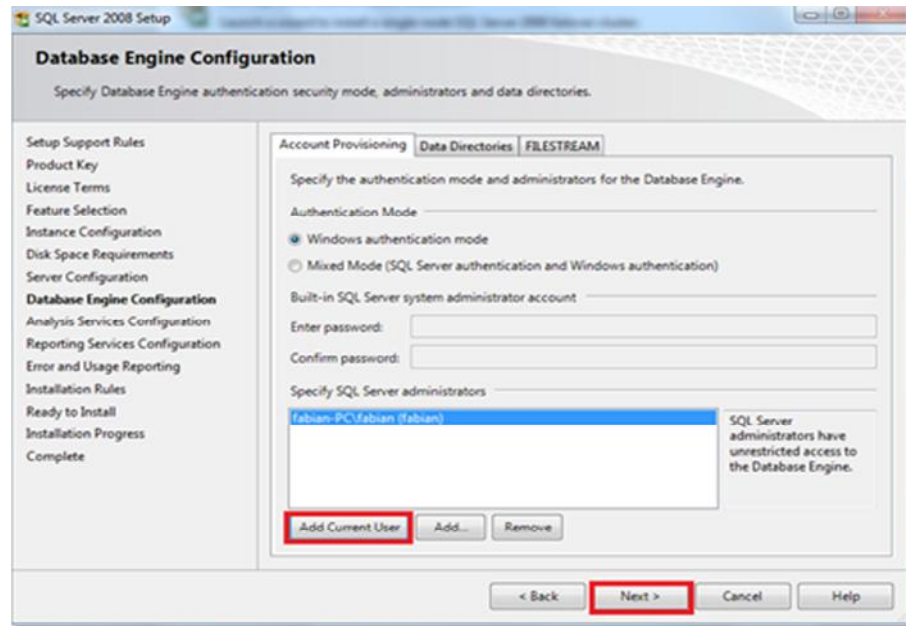 SQL Server 2008 Setup
Database Engine Configuration
Specify Database Engine authentication security mode, administrators and data directories.
Setup Support Rules
Product Key
License Terms
Feature Selection
Instance Configuration
Disk Space Requirements
Server Configuration
Database Engine Configuration
Analysis Services Configuration
Reporting Services Configuration
Error and Usage Reporting
Installation Rules
Ready to Install
Installation Progress
Complete
Account Provisioning Data Directories FILESTREAM
Specify the authentication mode and administrators for the Database Engine.
Authentication Mode
Windows authentication mode
Mixed Mode (SQL Server authentication and Windows authentication)
Built-in SQL Server system administrator account
Enter password:
Confirm password:
Specify SQL Server administrators
fabian-PC\fabian (fabian)
SQL Server
administrators have
unrestricted access to
the Database Engine.
Add Current User Add... Remove
< Back Next > Cancel Help